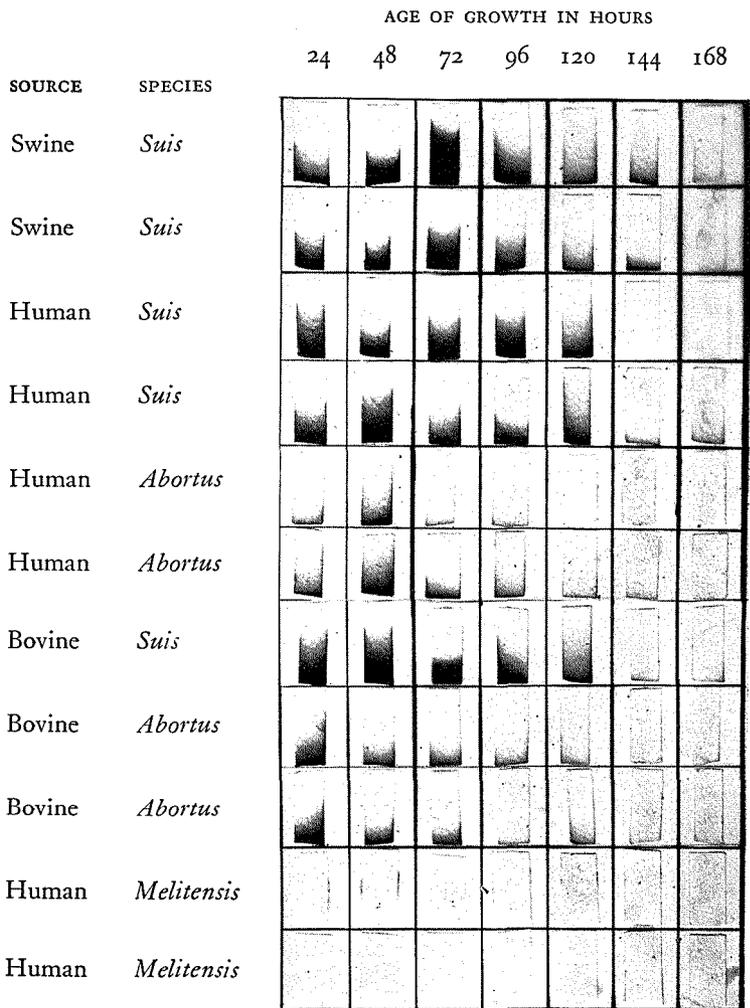 AGE OF GROWTH IN HOURS
24 48 72 96 120 144 168
SOURCE SPECIES
Swine Suis
Swine Suis
Human Suis
Human Suis
Human Abortus
Human Abortus
Bovine Suis
Bovine Abortus
Bovine Abortus
Human Melitensis
Human Melitensis